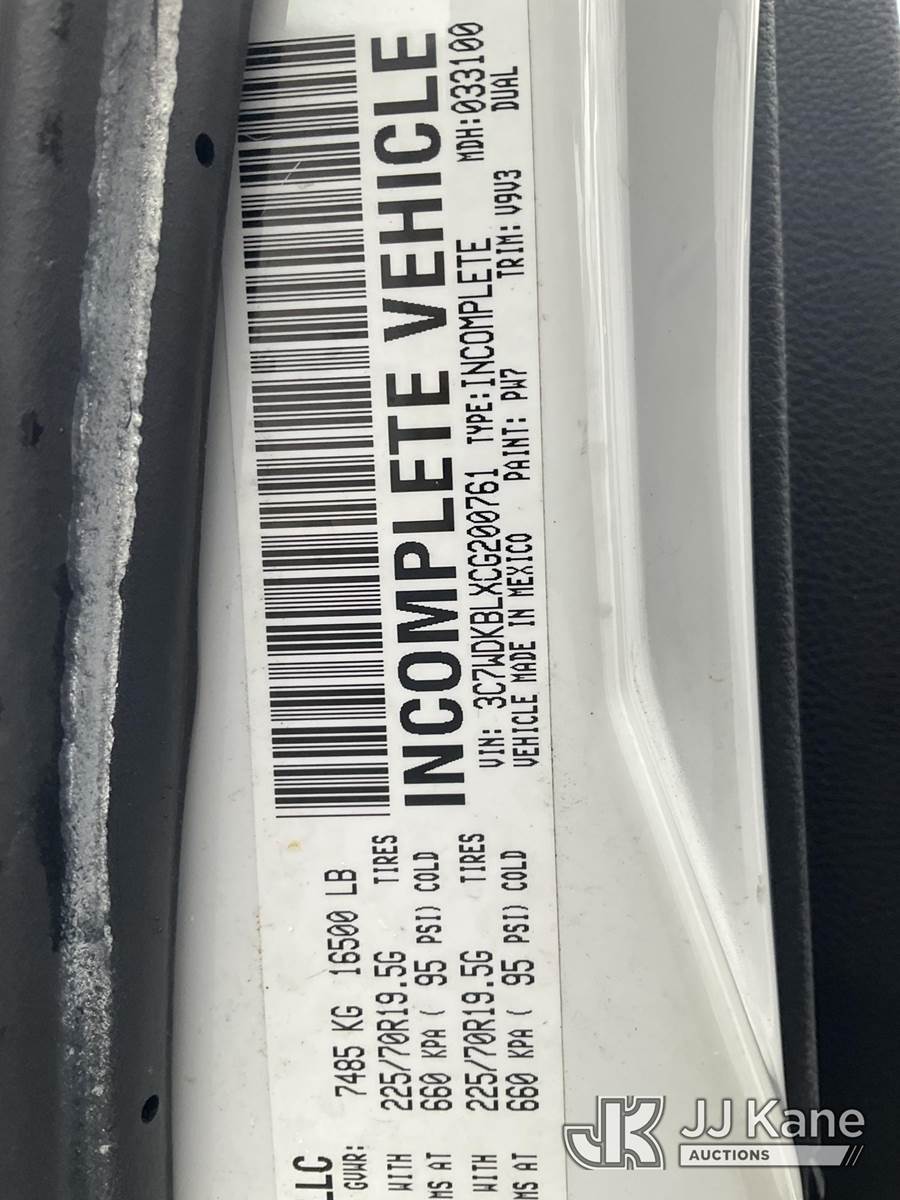 LLC
GVWR: 7485 KG 16500 LB
WITH 225/70R19.5G TIRES
MS AT 660 KPA ( 95 PSI) COLD
WITH 225/70R19.5G TIRES
MS AT 660 KPA ( 95 PSI) COLD
INCOMPLETE VEHICLE
VIN: 3C7WDKBLXCG200761 TYPE:INCOMPLETE MDH:033100
VEHICLE MADE IN MEXICO PAINT: PW7 TRIM: V9V3 DUAL
JK JJ Kane
AUCTIONS